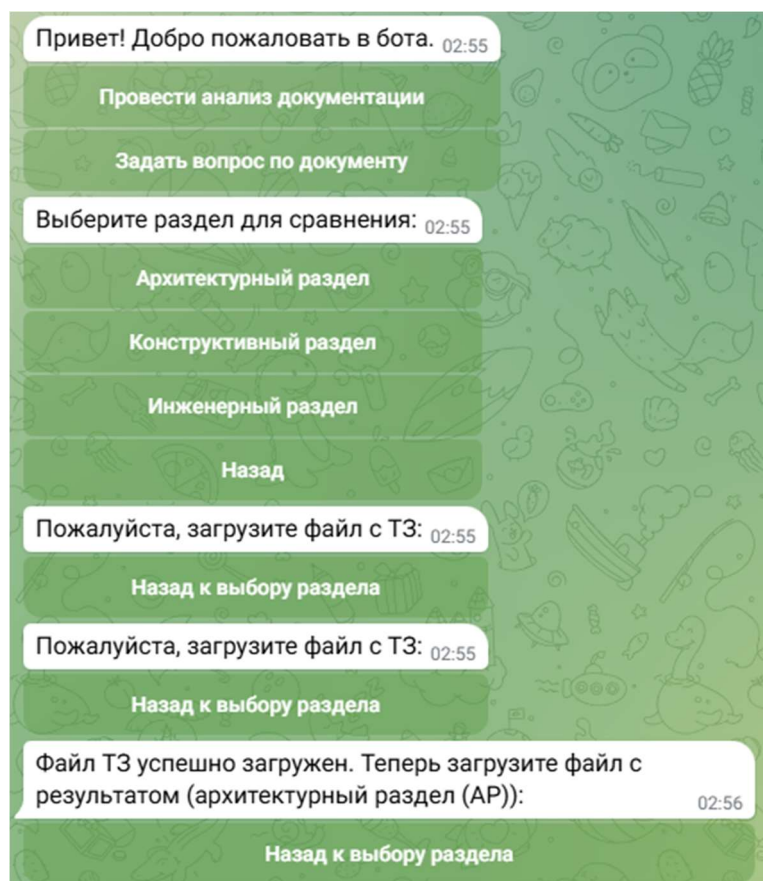 Привет! Добро пожаловать в бота. 02:55
Провести анализ документации
Задать вопрос по документу
Выберите раздел для сравнения: 02:55
Архитектурный раздел
Конструктивный раздел
Инженерный раздел
Назад
Пожалуйста, загрузите файл с ТЗ: 02:55
Назад к выбору раздела
Пожалуйста, загрузите файл с ТЗ: 02:55
Назад к выбору раздела
Файл ТЗ успешно загружен. Теперь загрузите файл с
результатом (архитектурный раздел (АР)): 02:56
Назад к выбору раздела